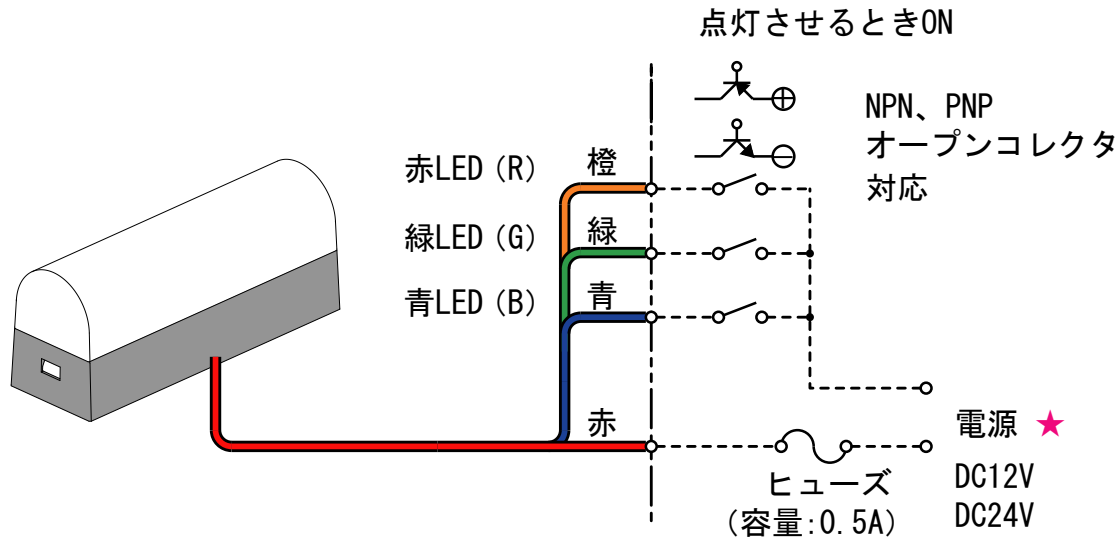 点灯させるときON
NPN、PNP
オープンコレクタ
対応
赤LED (R) 橙
緑LED (G) 緑
青LED (B) 青
赤
電源 ★
ヒューズ
(容量:0.5A)
DC12V
DC24V